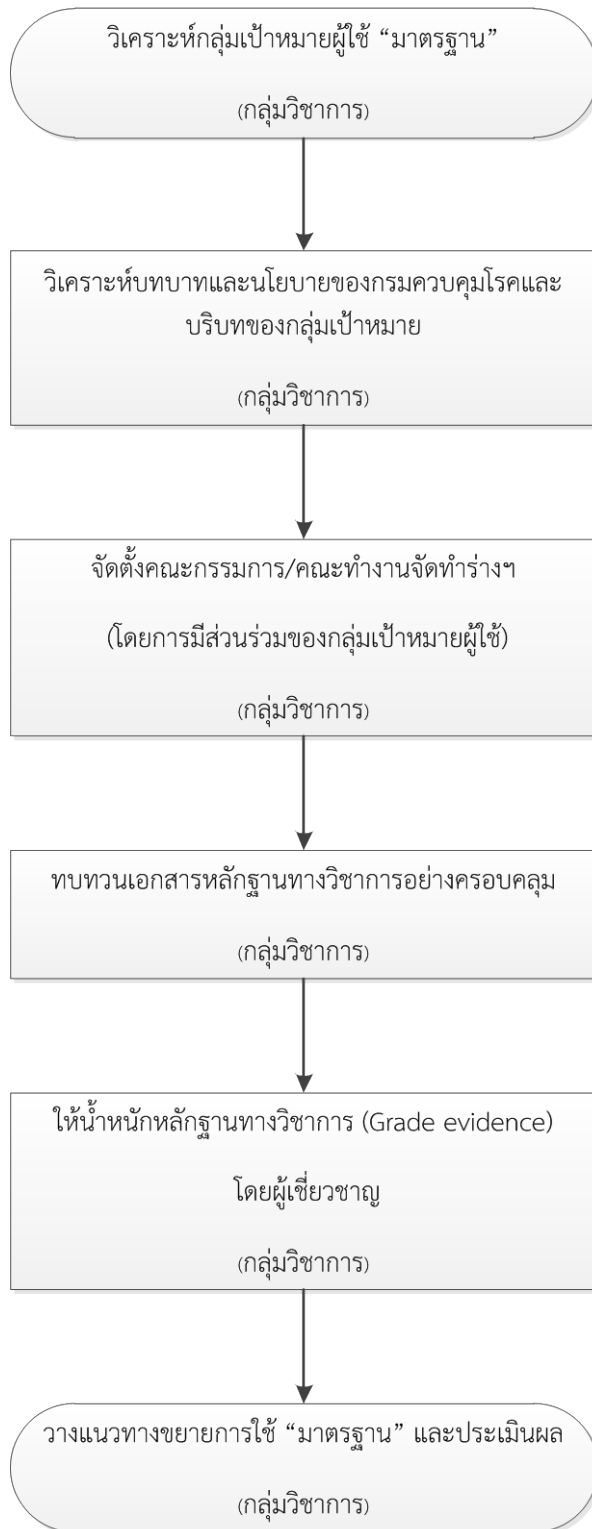 วิเคราะห์กลุ่มเป้าหมายผู้ใช้ “มาตรฐาน”
(กลุ่มวิชาการ)
วิเคราะห์บทบาทและนโยบายของกรมควบคุมโรคและ
บริบทของกลุ่มเป้าหมาย
(กลุ่มวิชาการ)
จัดตั้งคณะกรรมการ/คณะทำงานจัดทำร่างฯ
(โดยการมีส่วนร่วมของกลุ่มเป้าหมายผู้ใช้)
(กลุ่มวิชาการ)
ทบทวนเอกสารหลักฐานทางวิชาการอย่างครอบคลุม
(กลุ่มวิชาการ)
ให้น้ำหนักหลักฐานทางวิชาการ (Grade evidence)
โดยผู้เชี่ยวชาญ
(กลุ่มวิชาการ)
วางแนวทางขยายการใช้ “มาตรฐาน” และประเมินผล
(กลุ่มวิชาการ)